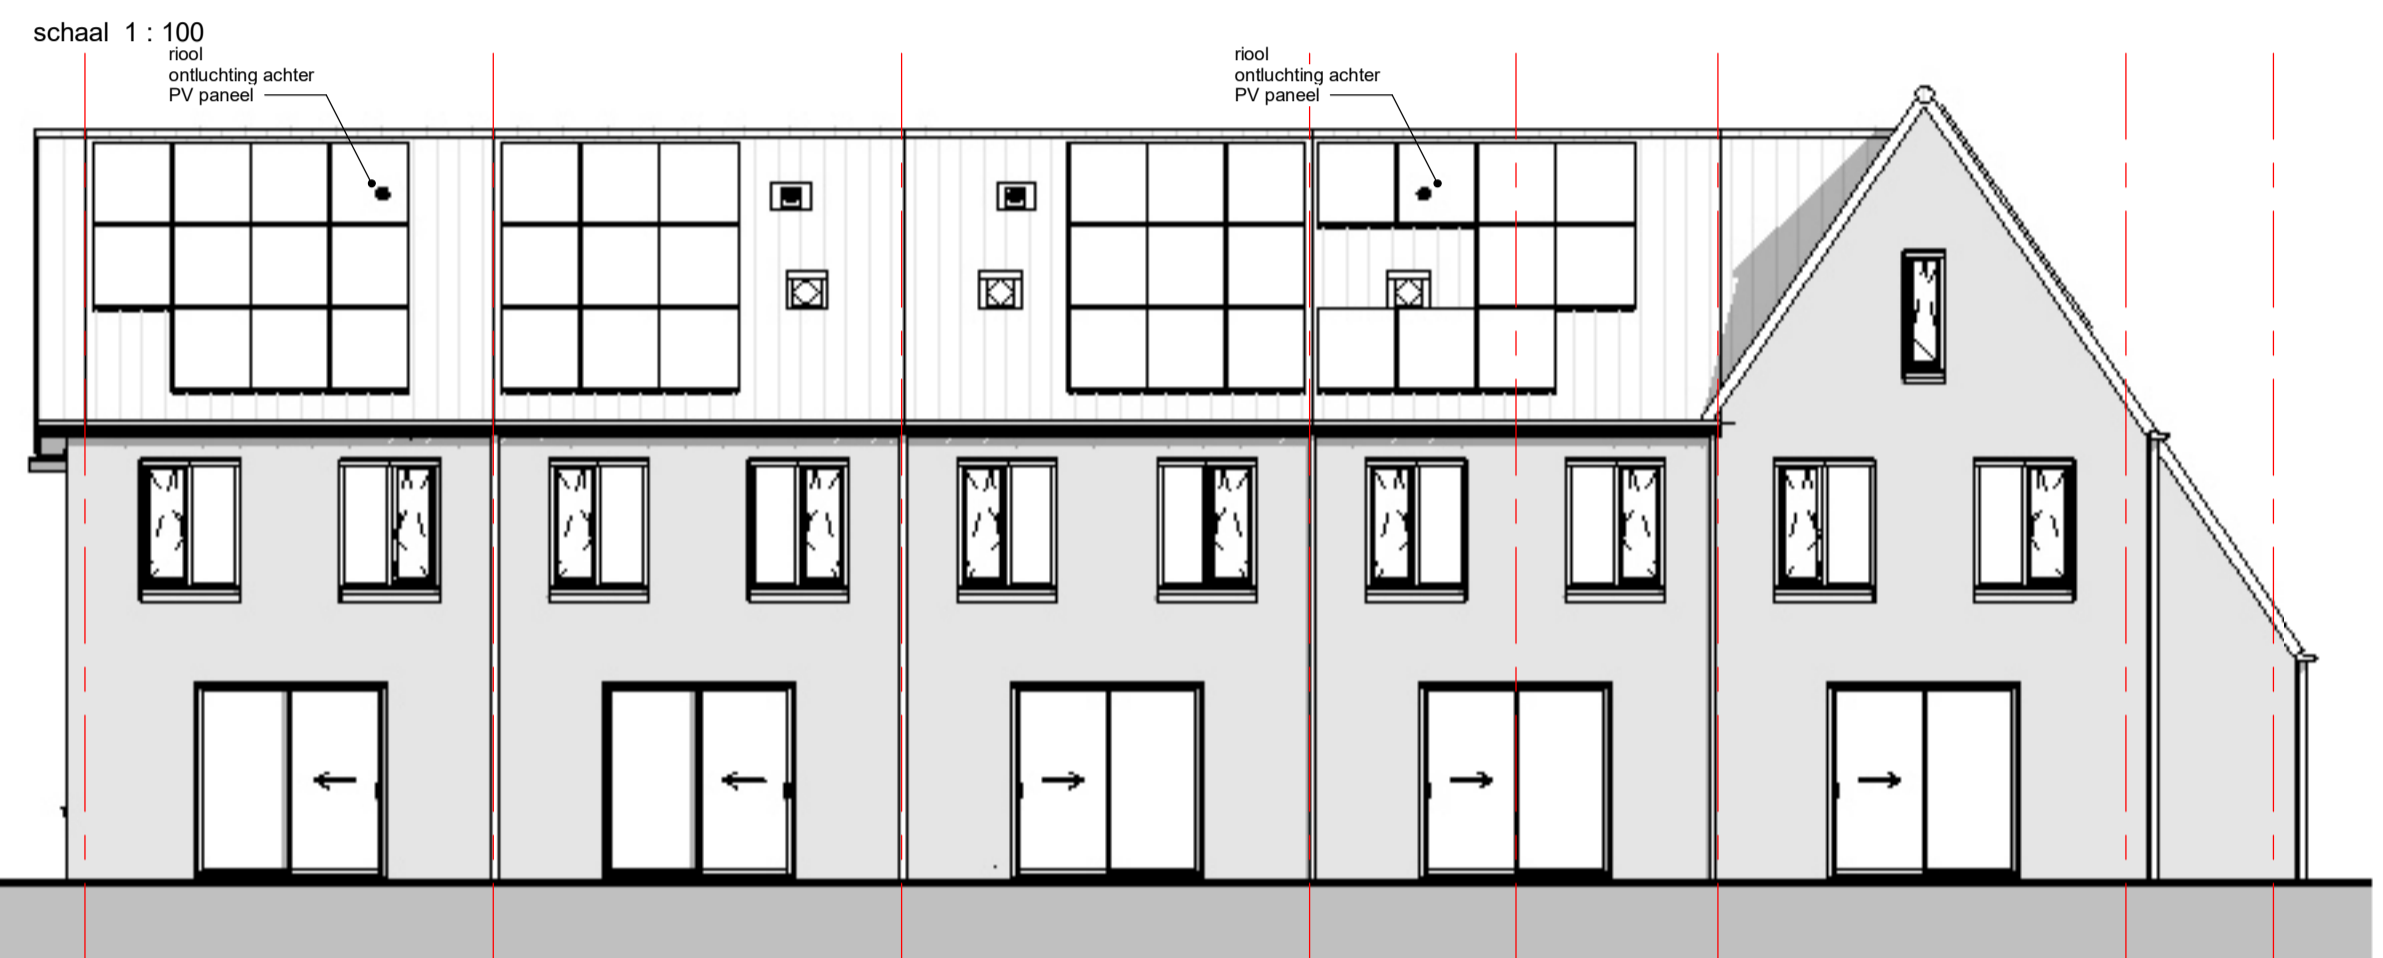 schaal 1 : 100
riool
ontluchting achter
PV paneel
riool
ontluchting achter
PV paneel